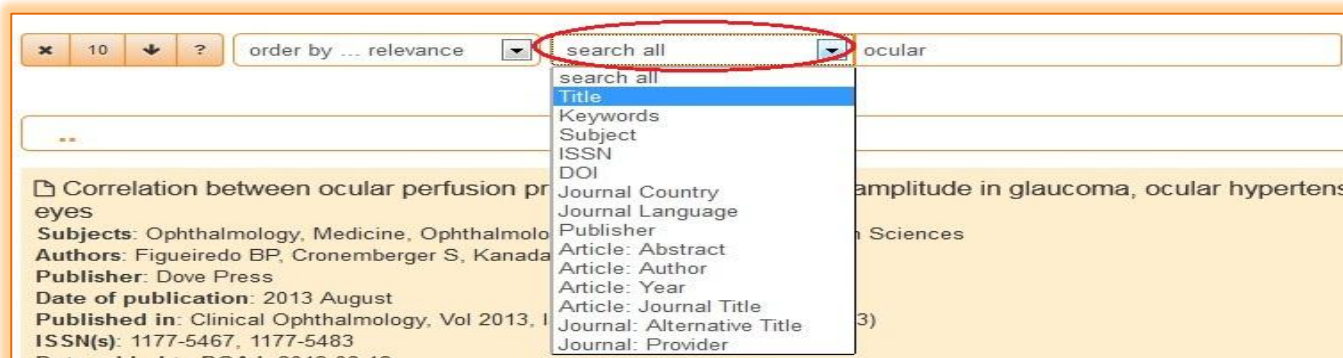 ✖ 10 ↓ ? order by ... relevance search all ocular
search all
Title
Keywords
Subject
ISSN
DOI
Journal Country
Journal Language
Publisher
Article: Abstract
Article: Author
Article: Year
Article: Journal Title
Journal: Alternative Title
Journal: Provider
..
Correlation between ocular perfusion pr amplitude in glaucoma, ocular hypertens
eyes
Subjects: Ophthalmology, Medicine, Ophthalmolo Sciences
Authors: Figueiredo BP, Cronemberger S, Kanada
Publisher: Dove Press
Date of publication: 2013 August
Published in: Clinical Ophthalmology, Vol 2013, I 3)
ISSN(s): 1177-5467, 1177-5483